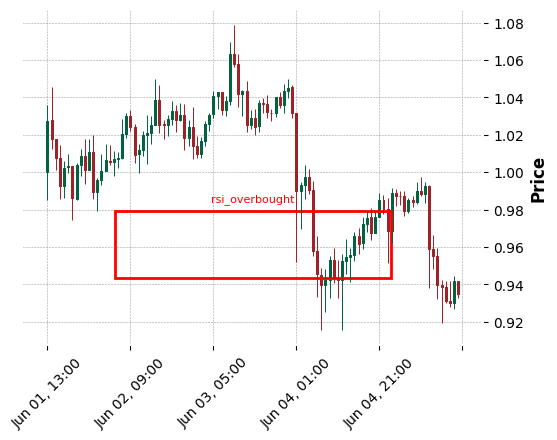 1.08
1.06
1.04
1.02
1.00
0.98
0.96
0.94
0.92
Price
rsi_overbought
Jun 01, 13:00
Jun 02, 09:00
Jun 03, 05:00
Jun 04, 01:00
Jun 04, 21:00